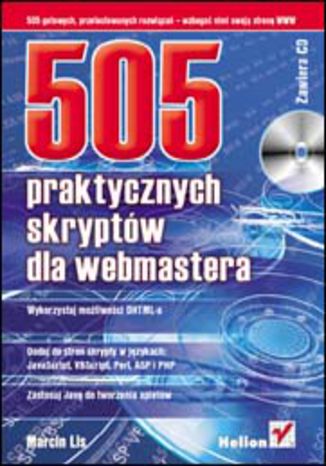 505 gotowych, przetestowanych rozwiązań – wzbogać nimi swoją stronę WWW
Zawiera CD
505
praktycznych
skryptów
dla webmastera
Wykorzystaj możliwości DHTML-a
Dodaj do stron skrypty w językach:
JavaScript, VBScript, Perl, ASP i PHP
Zastosuj Javę do tworzenia apletów
Marcin Lis
Helion